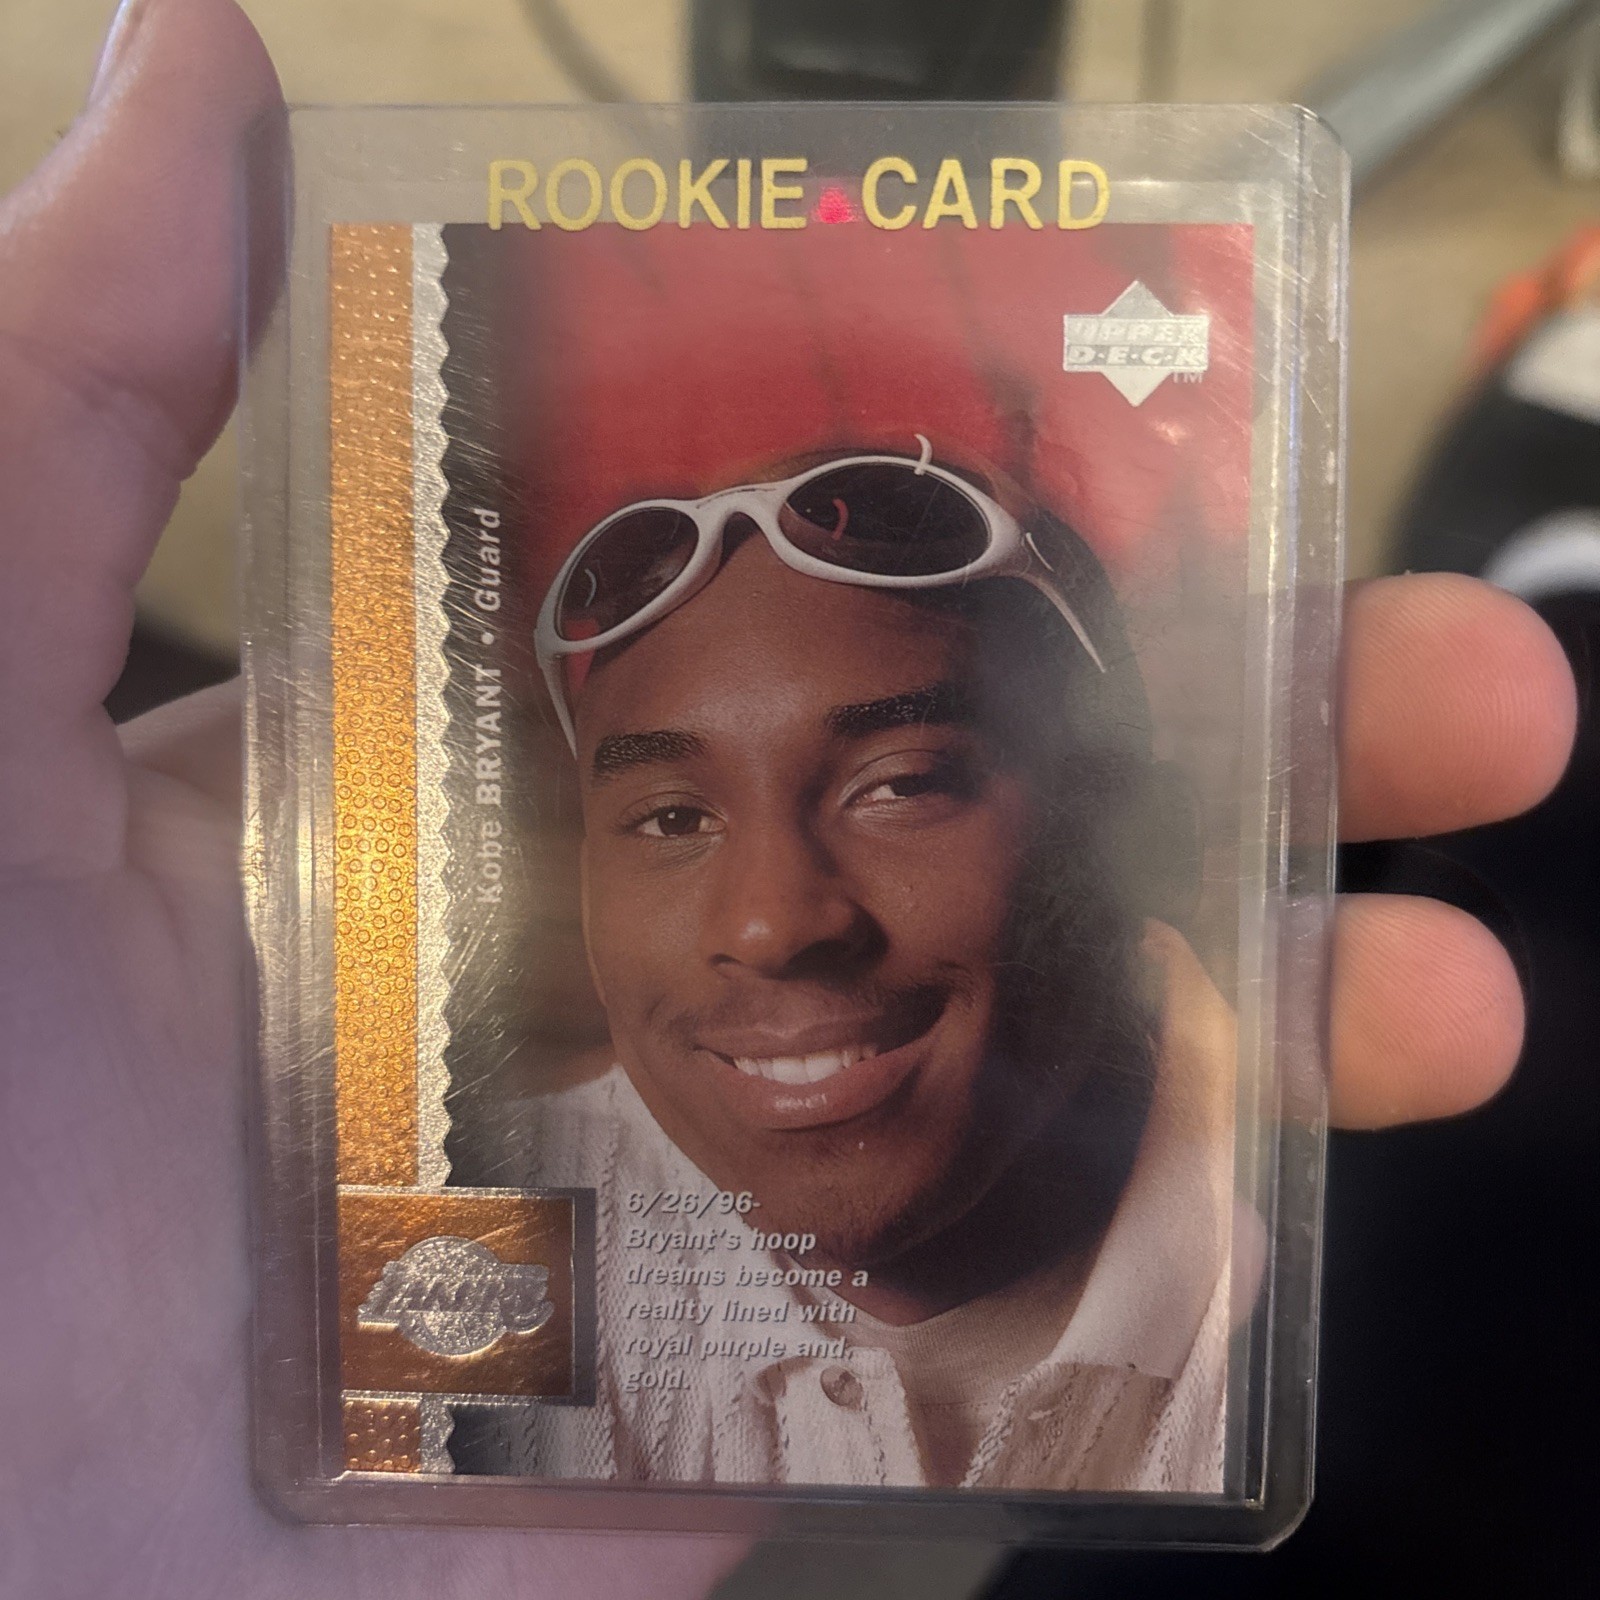 ROOKIE CARD
UPPER
D·E·C·K
TM
Kobe BRYANT • Guard
6/26/96-
Bryant's hoop
dreams become a
reality lined with
royal purple and
gold.
LAKERS